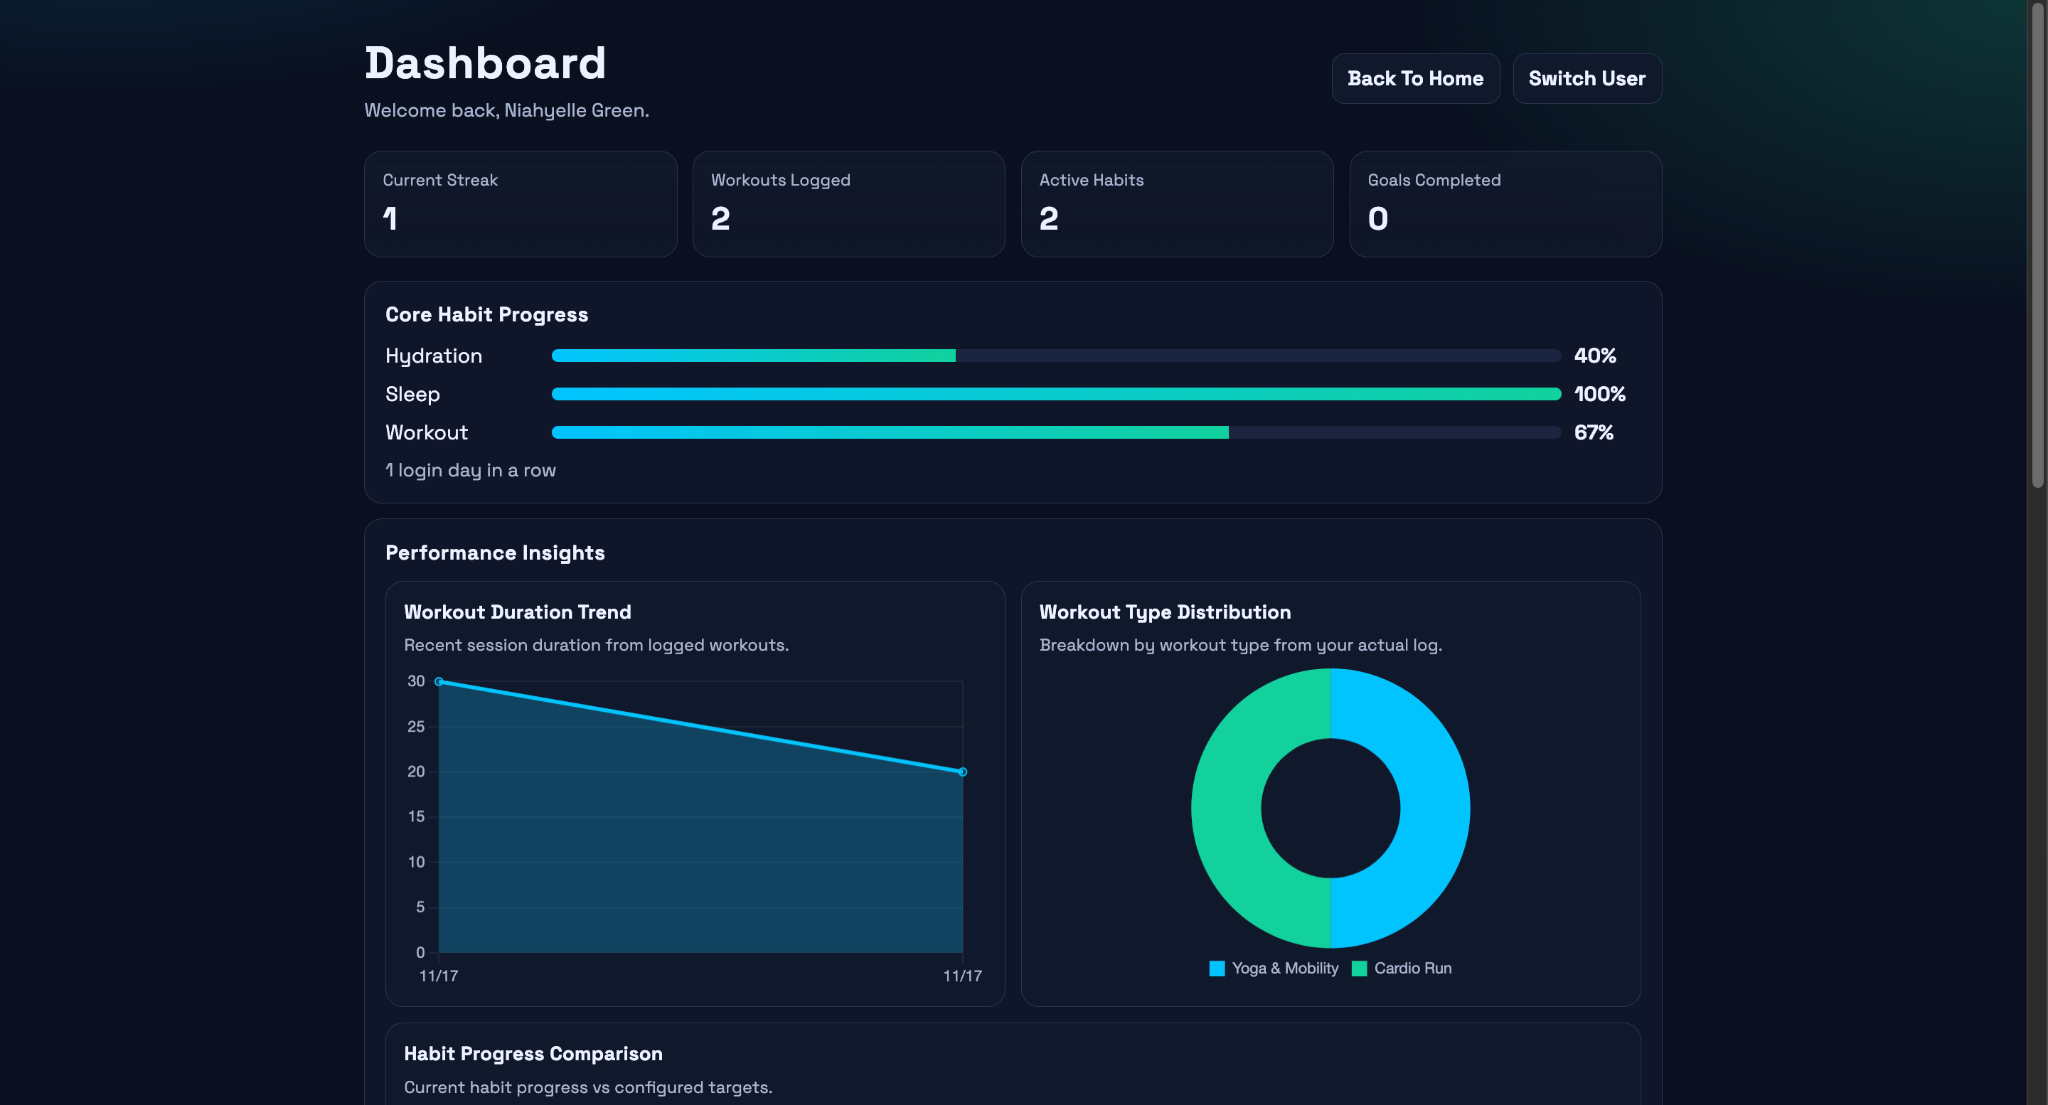 Dashboard
Welcome back, Niahyelle Green.
Back To Home
Switch User
Current Streak
1
Workouts Logged
2
Active Habits
2
Goals Completed
0
Core Habit Progress
Hydration 40%
Sleep 100%
Workout 67%
1 login day in a row
Performance Insights
Workout Duration Trend
Recent session duration from logged workouts.
30
25
20
15
10
5
0
11/17 11/17
Workout Type Distribution
Breakdown by workout type from your actual log.
Yoga & Mobility Cardio Run
Habit Progress Comparison
Current habit progress vs configured targets.